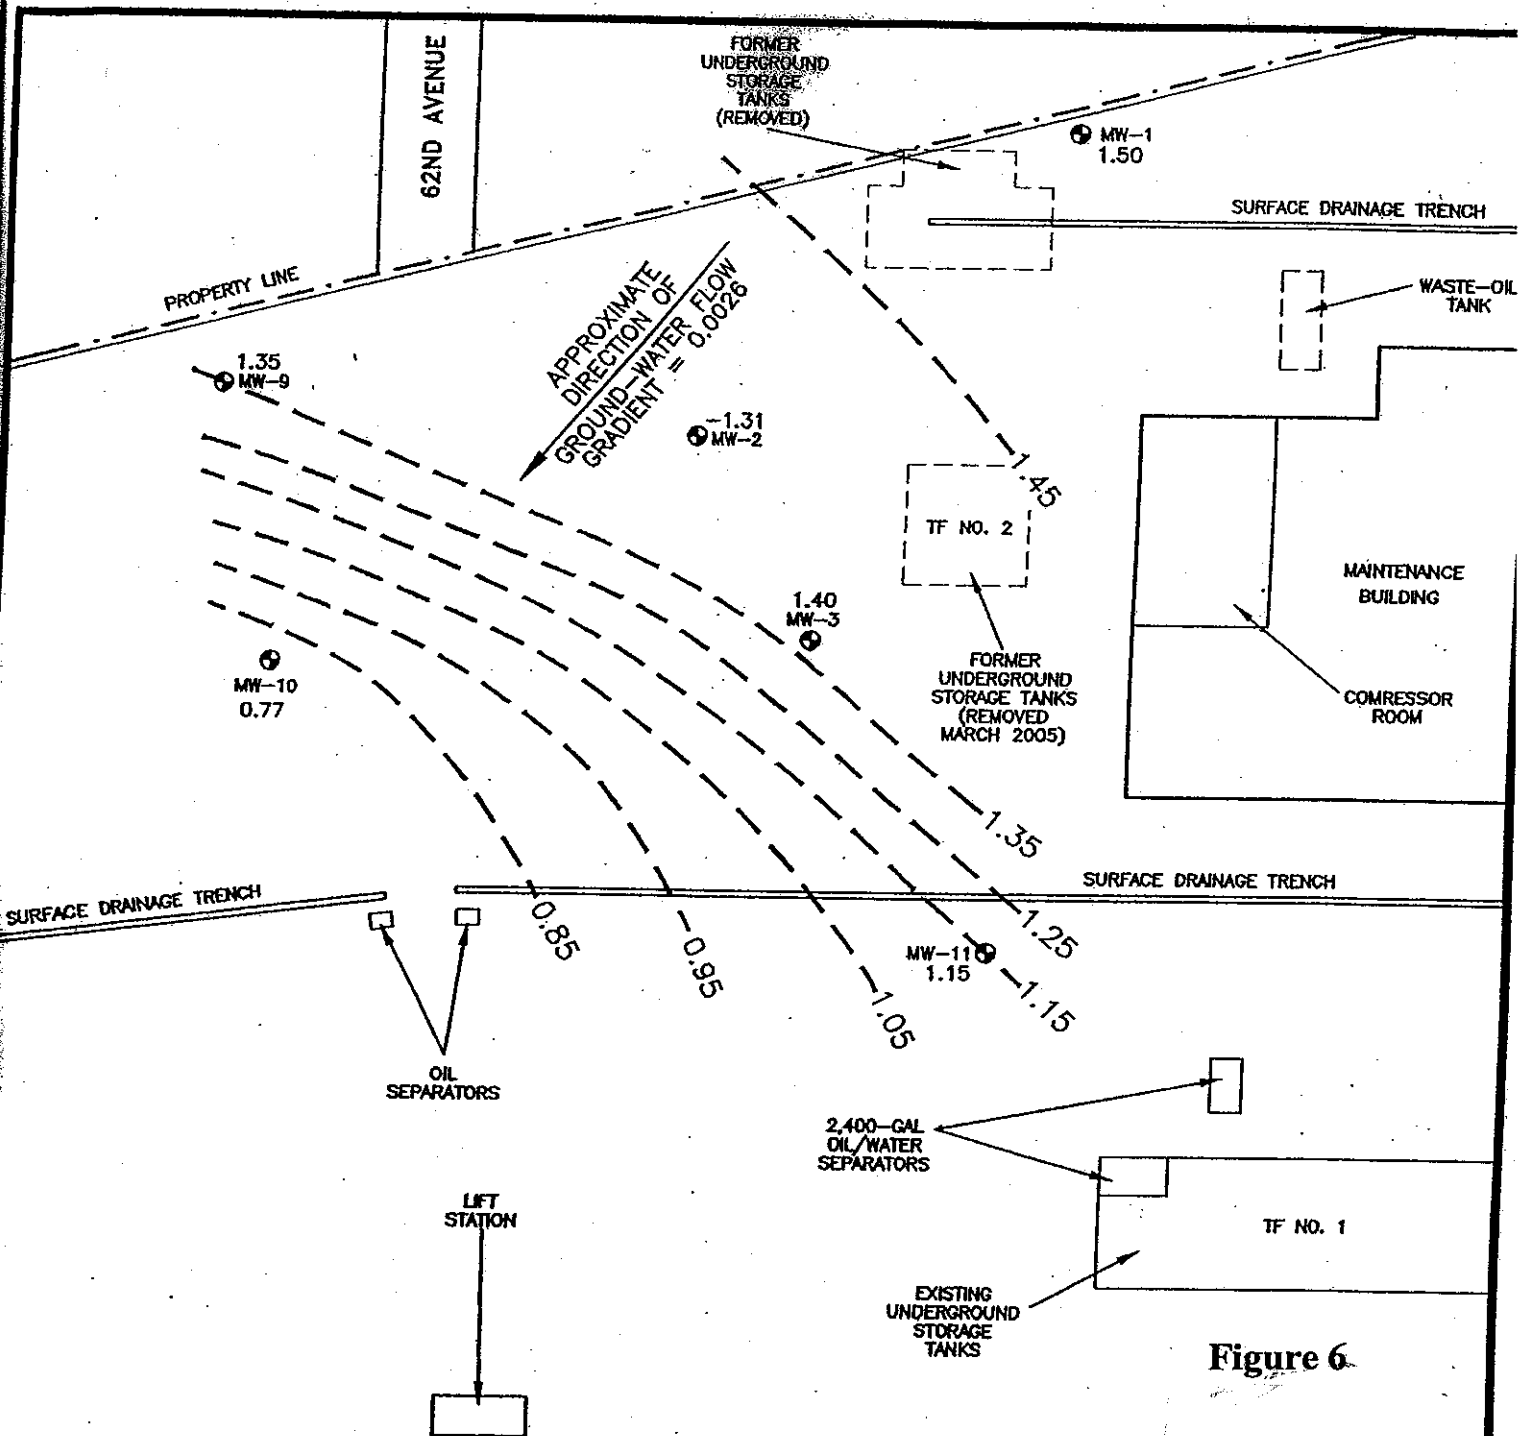 62ND AVENUE
FORMER
UNDERGROUND
STORAGE
TANKS
(REMOVED)
MW-1
1.50
SURFACE DRAINAGE TRENCH
PROPERTY LINE
APPROXIMATE
DIRECTION OF
GROUND-WATER FLOW
GRADIENT = 0.0026
WASTE-OIL
TANK
1.35
MW-9
-1.31
MW-2
1.45
TF NO. 2
MAINTENANCE
BUILDING
1.40
MW-3
FORMER
UNDERGROUND
STORAGE TANKS
(REMOVED
MARCH 2005)
COMRESSOR
ROOM
MW-10
0.77
1.35
SURFACE DRAINAGE TRENCH
SURFACE DRAINAGE TRENCH
0.85
0.95
1.05
MW-11
1.15
1.25
1.15
OIL
SEPARATORS
2,400-GAL
OIL/WATER
SEPARATORS
LIFT
STATION
TF NO. 1
EXISTING
UNDERGROUND
STORAGE
TANKS
Figure 6